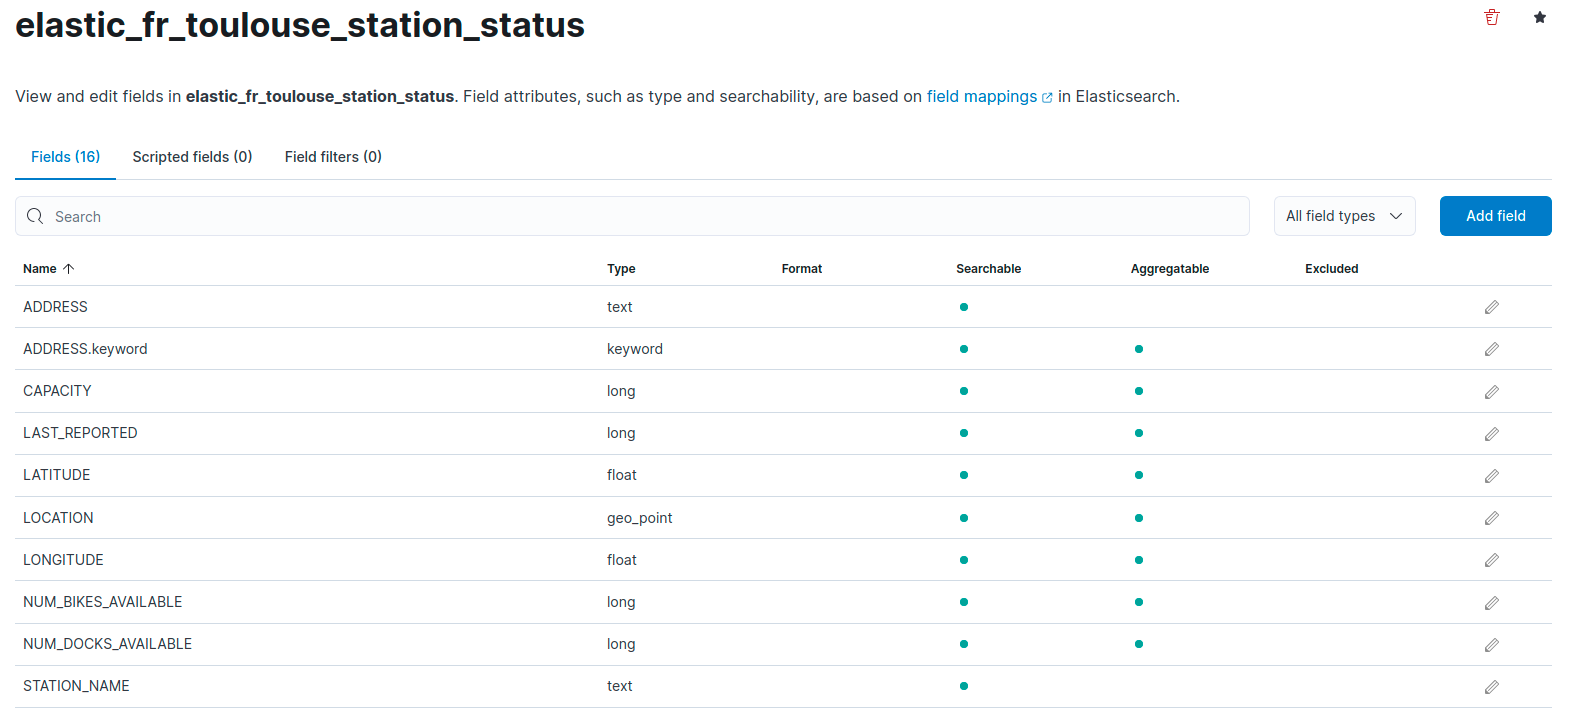 elastic_fr_toulouse_station_status
View and edit fields in elastic_fr_toulouse_station_status. Field attributes, such as type and searchability, are based on field mappings in Elasticsearch.
Fields (16) Scripted fields (0) Field filters (0)
Search All field types Add field
Name Type Format Searchable Aggregatable Excluded
ADDRESS text
ADDRESS.keyword keyword
CAPACITY long
LAST_REPORTED long
LATITUDE float
LOCATION geo_point
LONGITUDE float
NUM_BIKES_AVAILABLE long
NUM_DOCKS_AVAILABLE long
STATION_NAME text